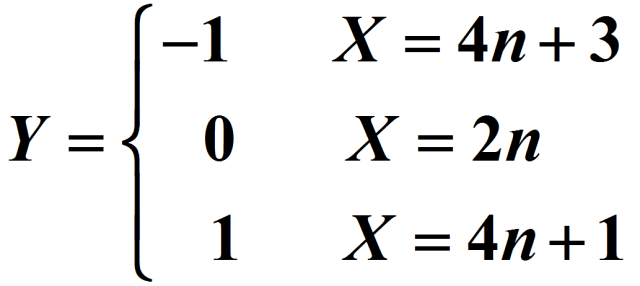 −1 X = 4n + 3
Y = { 0 X = 2n
1 X = 4n + 1